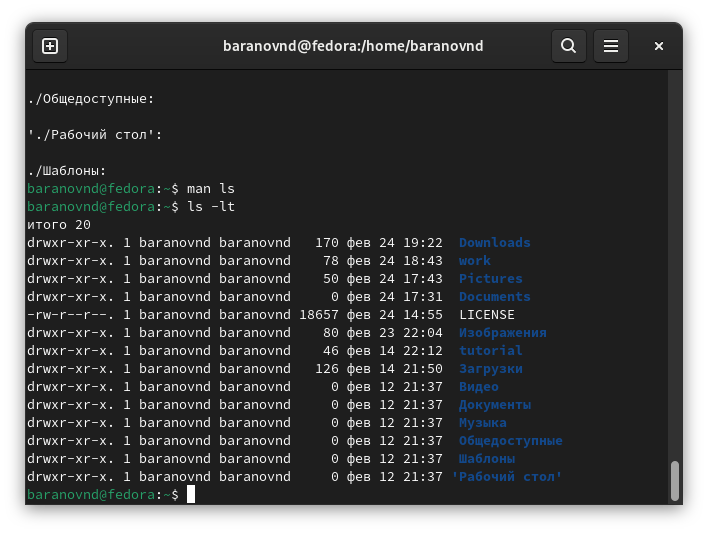 baranovnd@fedora:/home/baranovnd
./Общедоступные:
'./Рабочий стол':
./Шаблоны:
baranovnd@fedora:~$ man ls
baranovnd@fedora:~$ ls -lt
итого 20
drwxr-xr-x. 1 baranovnd baranovnd   170 фев 24 19:22  Downloads
drwxr-xr-x. 1 baranovnd baranovnd    78 фев 24 18:43  work
drwxr-xr-x. 1 baranovnd baranovnd    50 фев 24 17:43  Pictures
drwxr-xr-x. 1 baranovnd baranovnd     0 фев 24 17:31  Documents
-rw-r--r--. 1 baranovnd baranovnd 18657 фев 24 14:55  LICENSE
drwxr-xr-x. 1 baranovnd baranovnd    80 фев 23 22:04  Изображения
drwxr-xr-x. 1 baranovnd baranovnd    46 фев 14 22:12  tutorial
drwxr-xr-x. 1 baranovnd baranovnd   126 фев 14 21:50  Загрузки
drwxr-xr-x. 1 baranovnd baranovnd     0 фев 12 21:37  Видео
drwxr-xr-x. 1 baranovnd baranovnd     0 фев 12 21:37  Документы
drwxr-xr-x. 1 baranovnd baranovnd     0 фев 12 21:37  Музыка
drwxr-xr-x. 1 baranovnd baranovnd     0 фев 12 21:37  Общедоступные
drwxr-xr-x. 1 baranovnd baranovnd     0 фев 12 21:37  Шаблоны
drwxr-xr-x. 1 baranovnd baranovnd     0 фев 12 21:37 'Рабочий стол'
baranovnd@fedora:~$